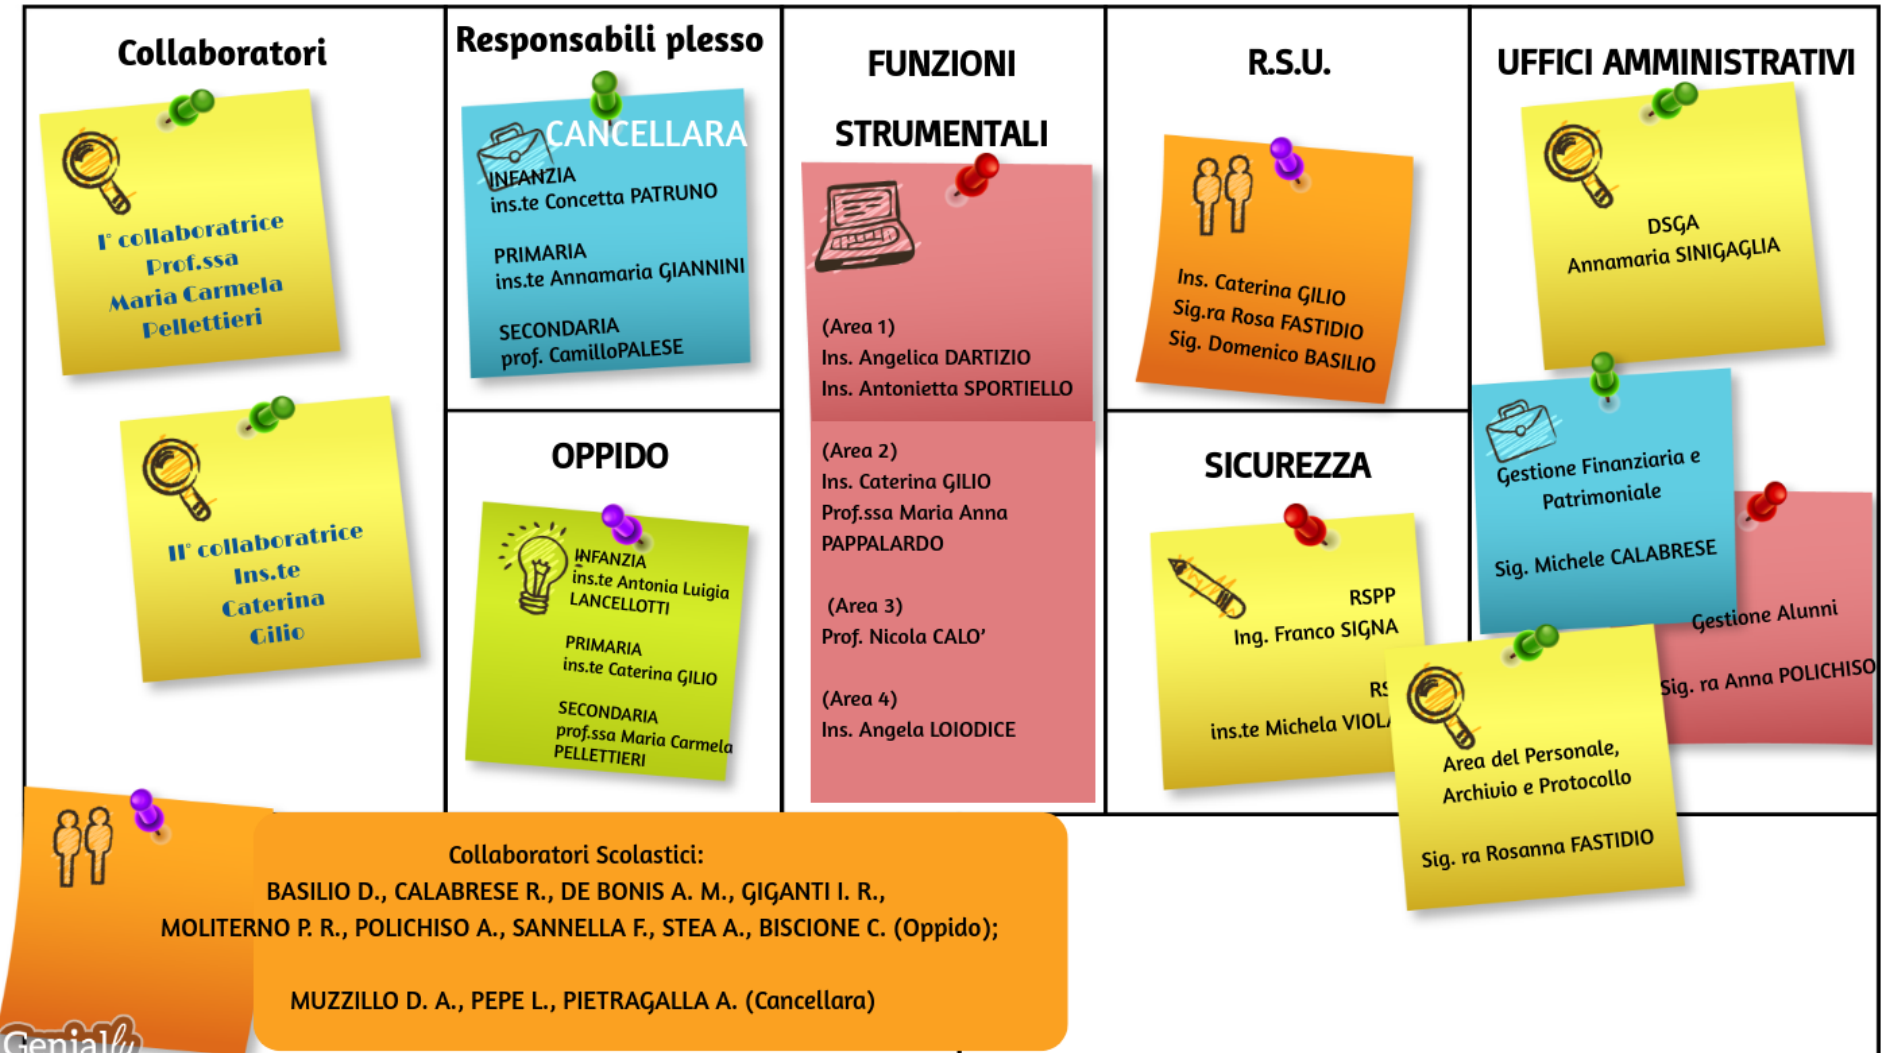 Collaboratori
I° collaboratrice
Prof.ssa
Maria Carmela
Pellettieri
II° collaboratrice
Ins.te
Caterina
Gilio
Responsabili plesso
CANCELLARA
INFANZIA
ins.te Concetta PATRUNO
PRIMARIA
ins.te Annamaria GIANNINI
SECONDARIA
prof. CamilloPALESE
OPPIDO
INFANZIA
ins.te Antonia Luigia
LANCELLOTTI
PRIMARIA
ins.te Caterina GILIO
SECONDARIA
prof.ssa Maria Carmela
PELLETTIERI
FUNZIONI
STRUMENTALI
(Area 1)
Ins. Angelica DARTIZIO
Ins. Antonietta SPORTIELLO
(Area 2)
Ins. Caterina GILIO
Prof.ssa Maria Anna
PAPPALARDO
(Area 3)
Prof. Nicola CALO’
(Area 4)
Ins. Angela LOIODICE
R.S.U.
Ins. Caterina GILIO
Sig.ra Rosa FASTIDIO
Sig. Domenico BASILIO
SICUREZZA
RSPP
Ing. Franco SIGNA
ins.te Michela
UFFICI AMMINISTRATIVI
DSGA
Annamaria SINIGAGLIA
Gestione Finanziaria e
Patrimoniale
Sig. Michele CALABRESE
Gestione Alunni
Sig. ra Anna POLICHISO
Area del Personale,
Archivio e Protocollo
Sig. ra Rosanna FASTIDIO
Collaboratori Scolastici:
BASILIO D., CALABRESE R., DE BONIS A. M., GIGANTI I. R.,
MOLITERNO P. R., POLICHISO A., SANNELLA F., STEA A., BISCIONE C. (Oppido);
MUZZILLO D. A., PEPE L., PIETRAGALLA A. (Cancellara)
Genially